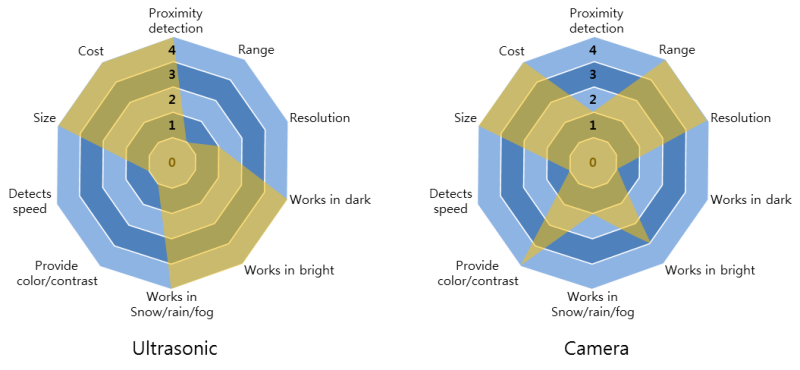 Proximity
detection
Cost
4
Range
3
2
Size
1
Resolution
0
Detects
speed
Works in dark
Provide
color/contrast
Works in bright
Works in
Snow/rain/fog
Ultrasonic
Proximity
detection
Cost
4
Range
3
2
Size
1
Resolution
0
Detects
speed
Works in dark
Provide
color/contrast
Works in bright
Works in
Snow/rain/fog
Camera